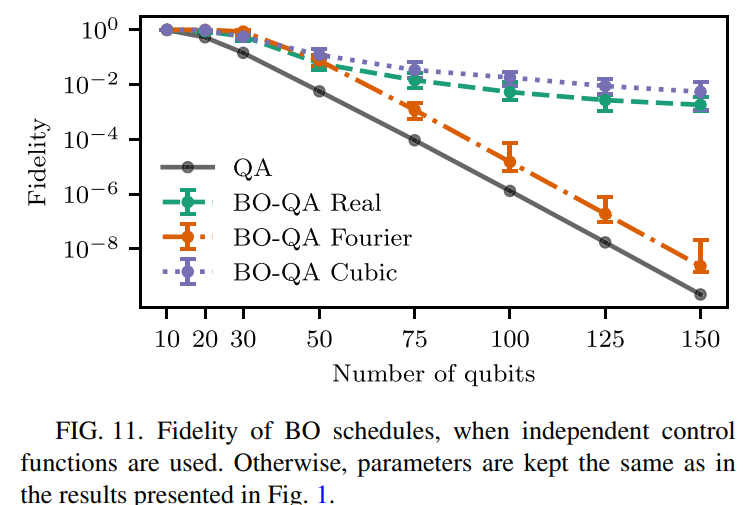 10⁰
10⁻²
10⁻⁴
10⁻⁶
10⁻⁸
Fidelity
QA
BO-QA Real
BO-QA Fourier
BO-QA Cubic
10 20 30 50 75 100 125 150
Number of qubits
FIG. 11. Fidelity of BO schedules, when independent control
functions are used. Otherwise, parameters are kept the same as in
the results presented in Fig. 1.